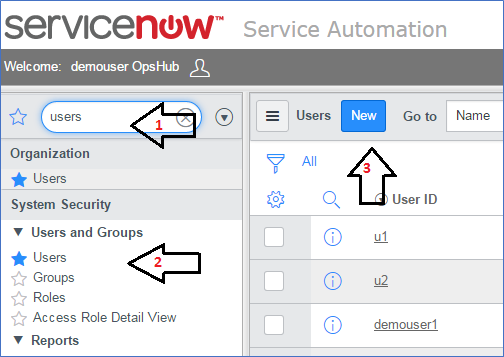 servicenow™ Service Automation
Welcome: demouser OpsHub
users
1
Organization
Users
System Security
Users and Groups
Users
2
Groups
Roles
Access Role Detail View
Reports
Users New Go to Name
3
All
User ID
u1
u2
demouser1